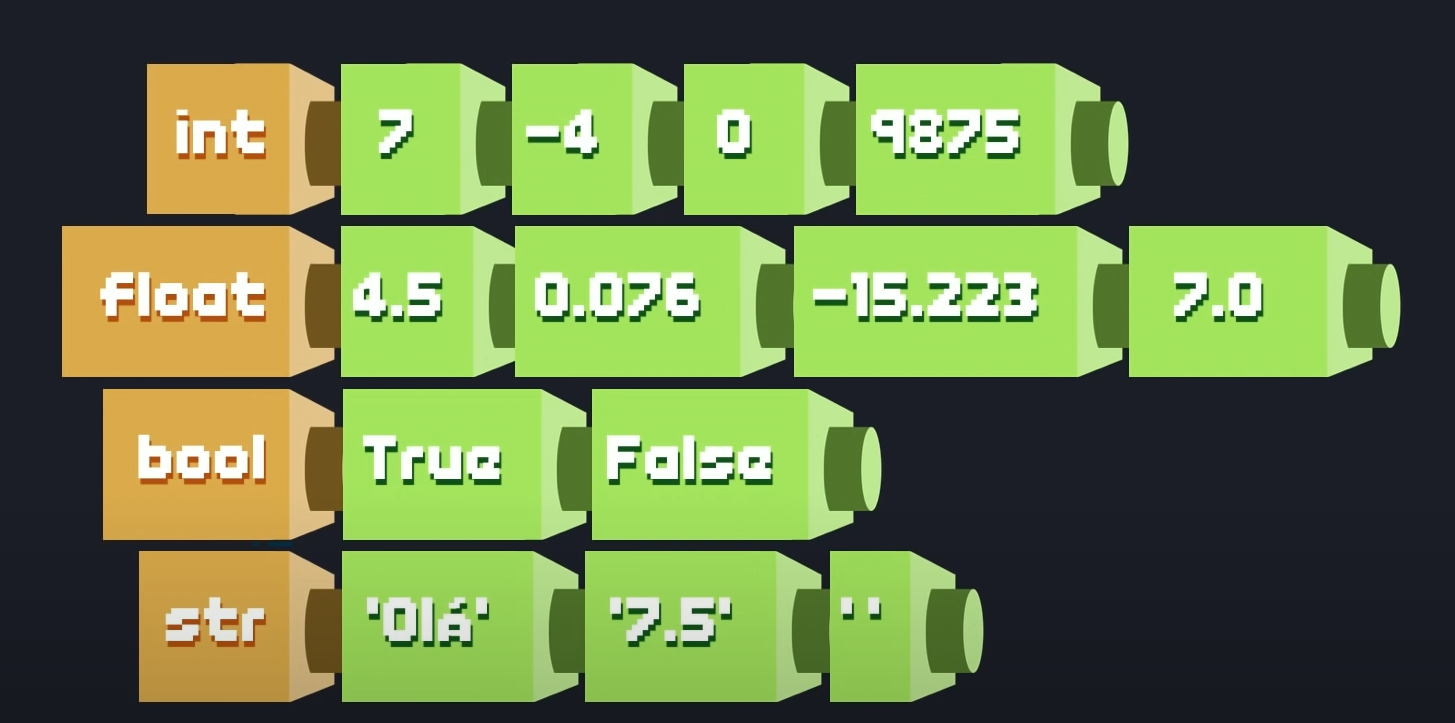 int 7 -4 0 9875
float 4.5 0.076 -15.223 7.0
bool True False
str 'Olá' '7.5' ' '